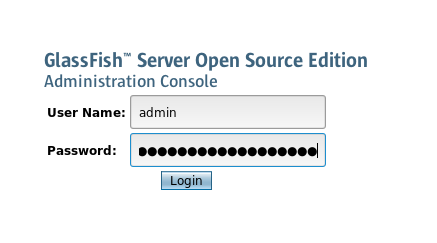 GlassFish™ Server Open Source Edition
Administration Console
User Name: admin
Password: ●●●●●●●●●●●●●●●●●●
Login